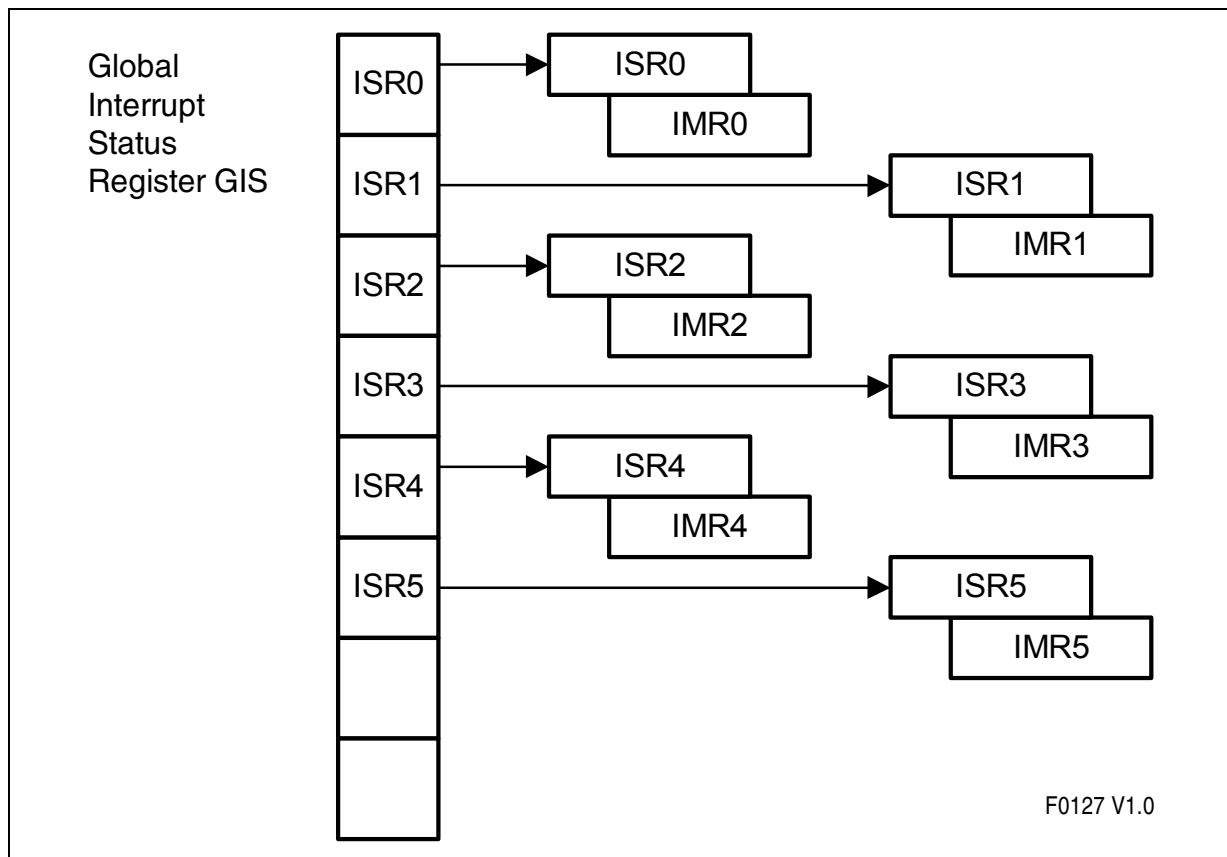 Global
Interrupt
Status
Register GIS
ISR0
ISR0
IMR0
ISR1
ISR1
IMR1
ISR2
ISR2
IMR2
ISR3
ISR3
IMR3
ISR4
ISR4
IMR4
ISR5
ISR5
IMR5
F0127 V1.0